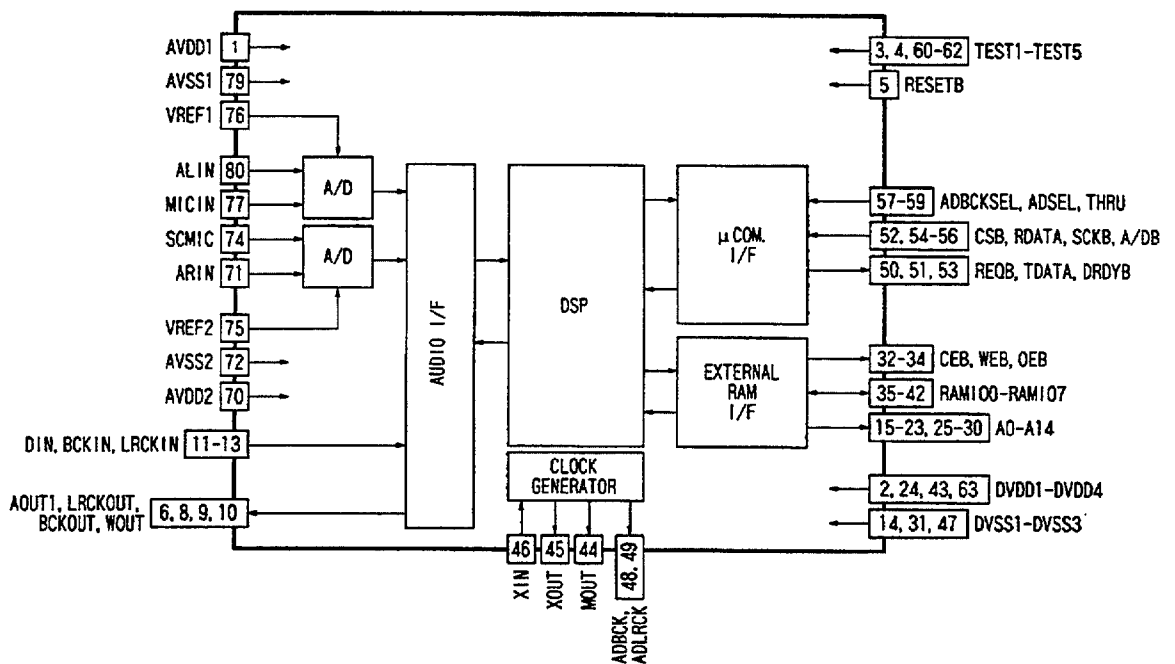 AVDD1 1
AVSS1 79
VREF1 76
ALIN 80
MICIN 77
SCMIC 74
ARIN 71
VREF2 75
AVSS2 72
AVDD2 70
DIN, BCKIN, LRCKIN 11-13
AOUT1, LRCKOUT,
BCKOUT, WOUT
6, 8, 9, 10
A/D
A/D
AUDIO I/F
DSP
CLOCK
GENERATOR
μCOM.
I/F
EXTERNAL
RAM
I/F
3, 4, 60-62 TEST1-TEST5
5 RESETB
57-59 ADBCKSEL, ADSEL, THRU
52, 54-56 CSB, RDATA, SCKB, A/DB
50, 51, 53 REQB, TDATA, DRDYB
32-34 CEB, WEB, OEB
35-42 RAMIO0-RAMIO7
15-23, 25-30 A0-A14
2, 24, 43, 63 DVDD1-DVDD4
14, 31, 47 DVSS1-DVSS3
46
XIN
45
XOUT
44
MOUT
48, 49
ADBCK,
ADLRCK